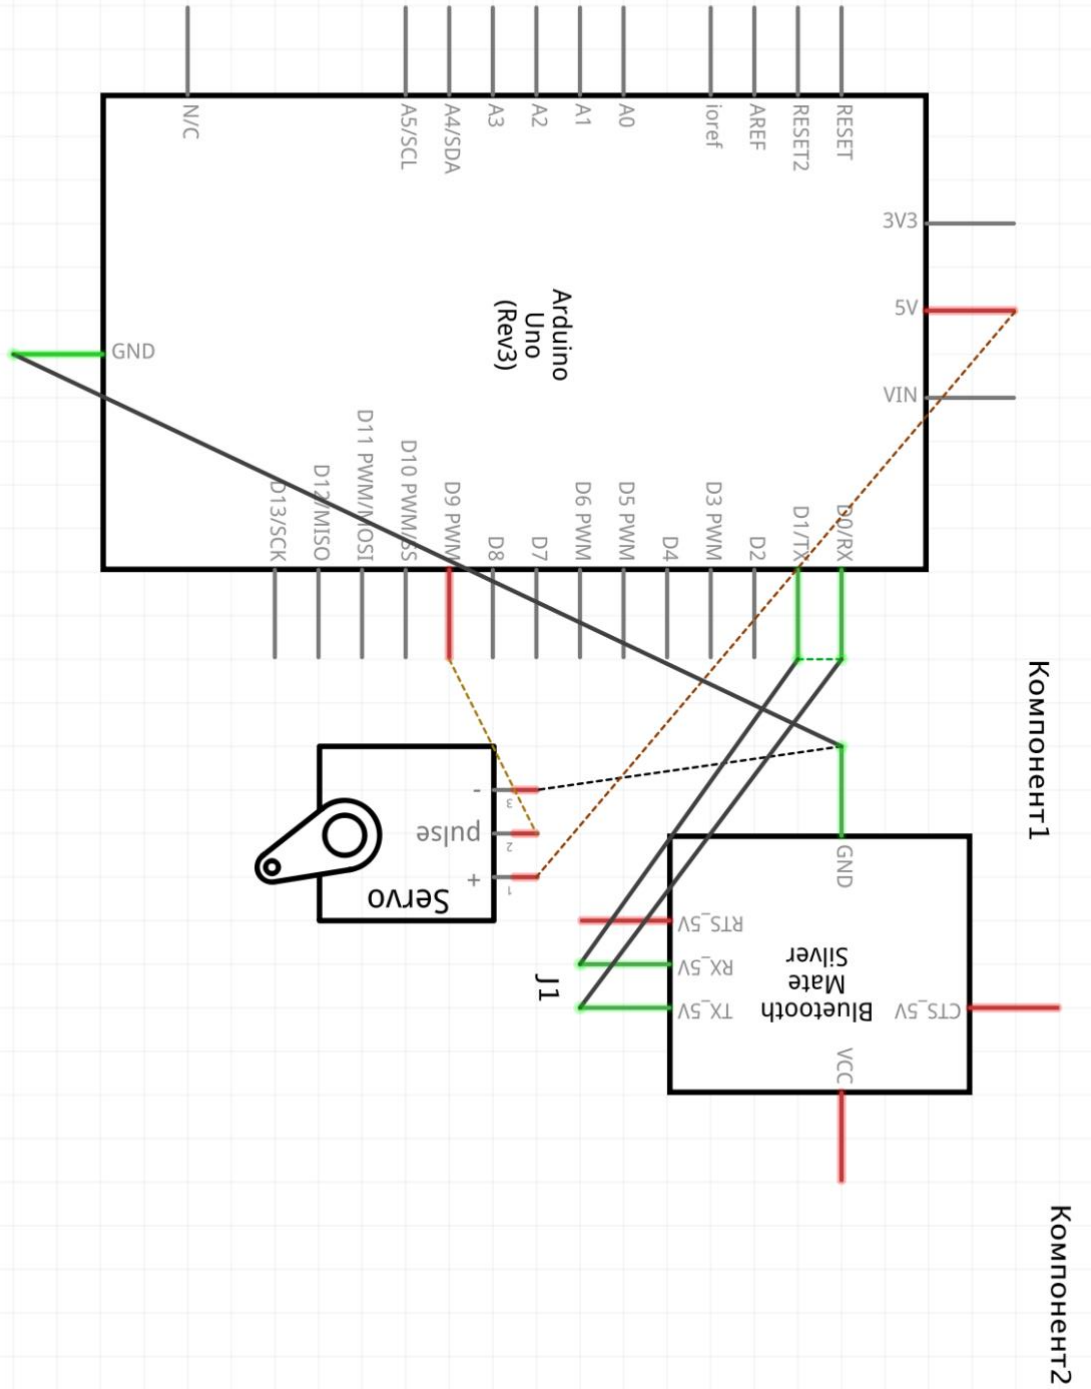 N/C
A5/SCL
A4/SDA
A3
A2
A1
A0
ioref
AREF
RESET2
RESET
3V3
5V
VIN
GND
Arduino
Uno
(Rev3)
D13/SCK
D12/MISO
D11 PWM/MOSI
D10 PWM/SS
D9 PWM
D8
D7
D6 PWM
D5 PWM
D4
D3 PWM
D2
D1/TX
D0/RX
Компонент1
-
3
pulse
2
+
1
Servo
J1
GND
RTS_5V
RX_5V
TX_5V
Bluetooth
Mate
Silver
CTS_5V
VCC
Компонент2